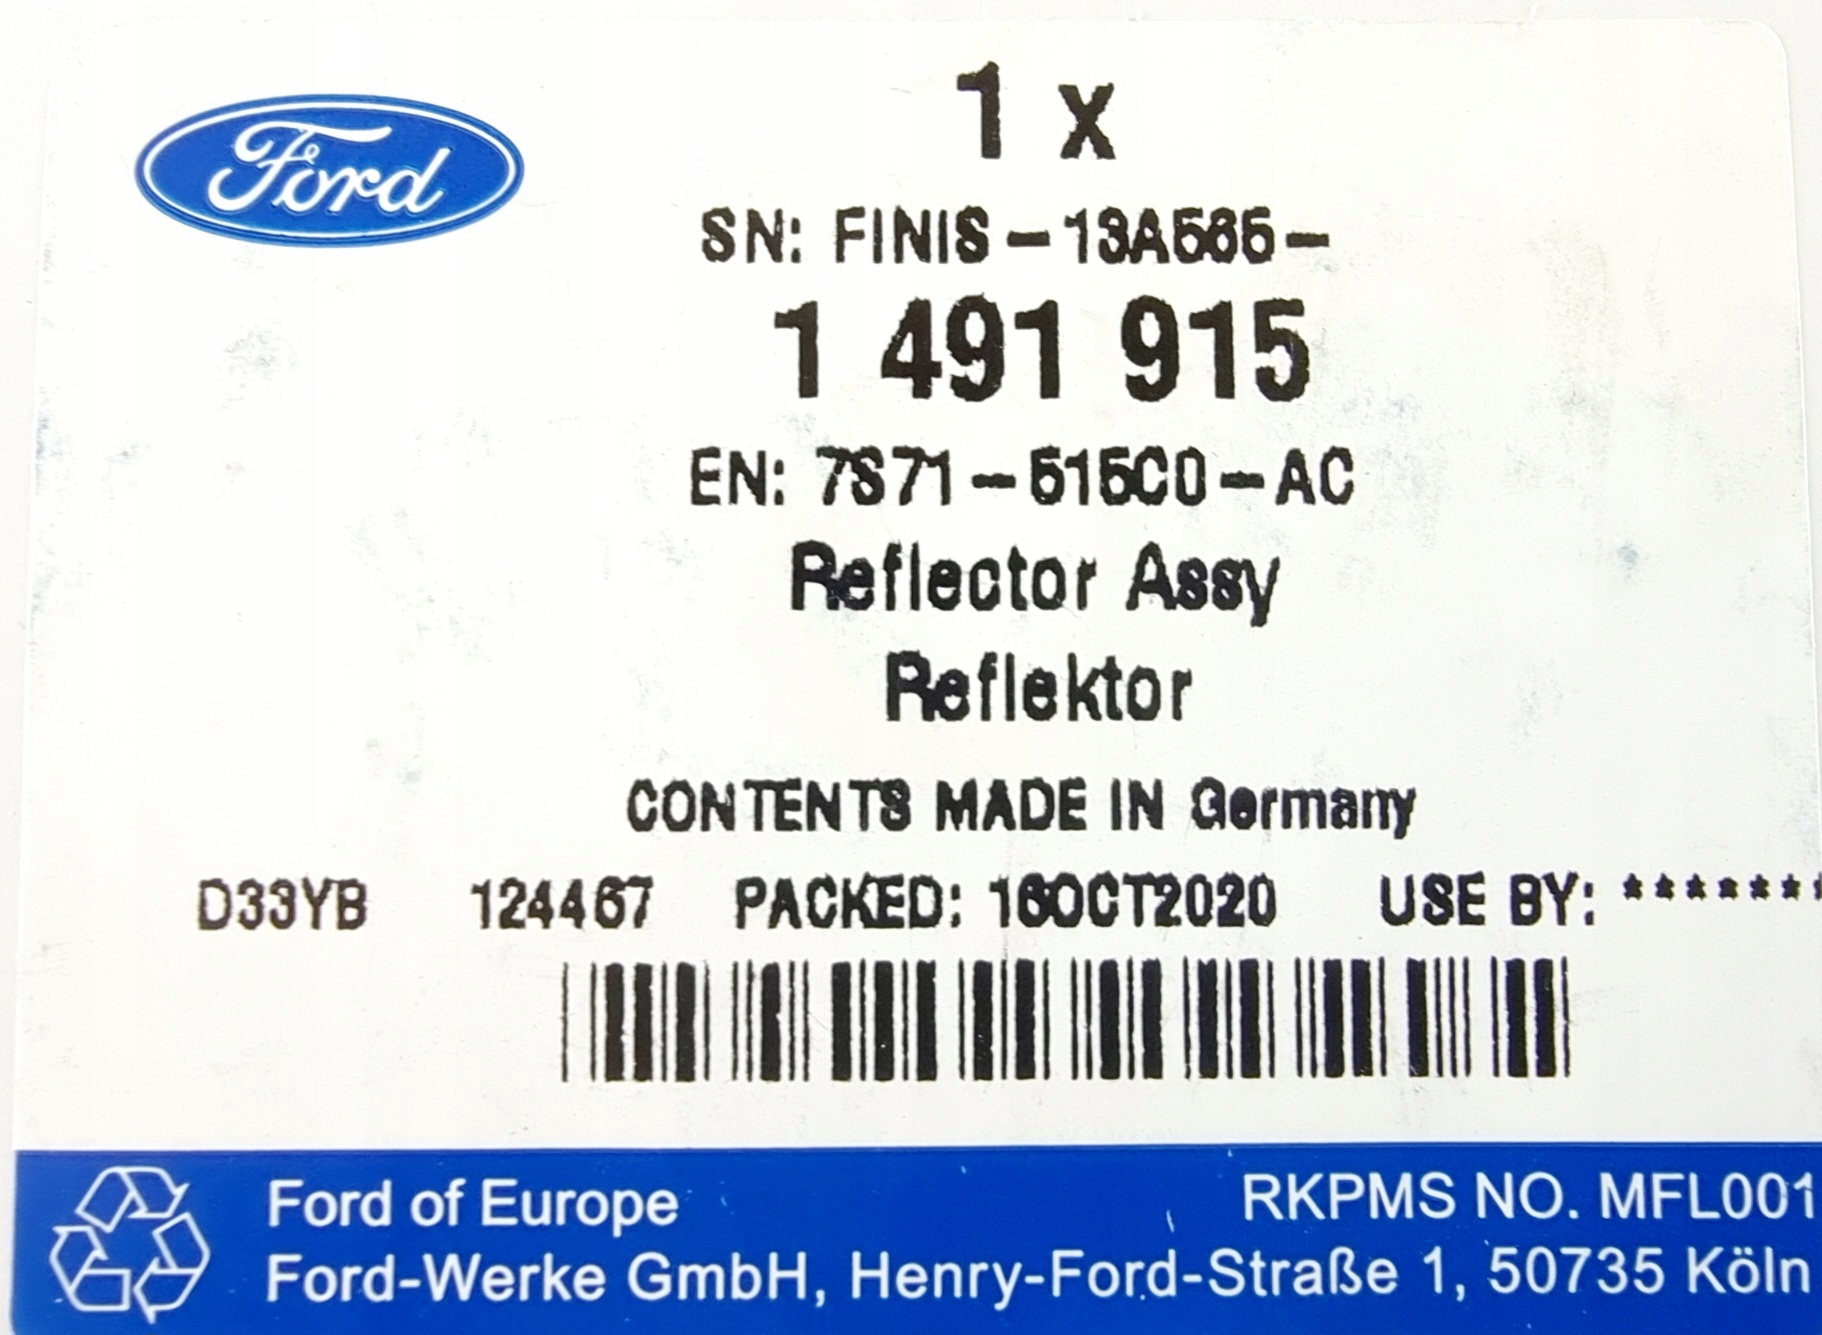 Ford
1 x
SN: FINIS-13A565-
1 491 915
EN: 7S71-515C0-AC
Reflector Assy
Reflektor
CONTENTS MADE IN Germany
D33YB 124467 PACKED: 16OCT2020 USE BY: *******
Ford of Europe RKPMS NO. MFL001
Ford-Werke GmbH, Henry-Ford-Straße 1, 50735 Köln